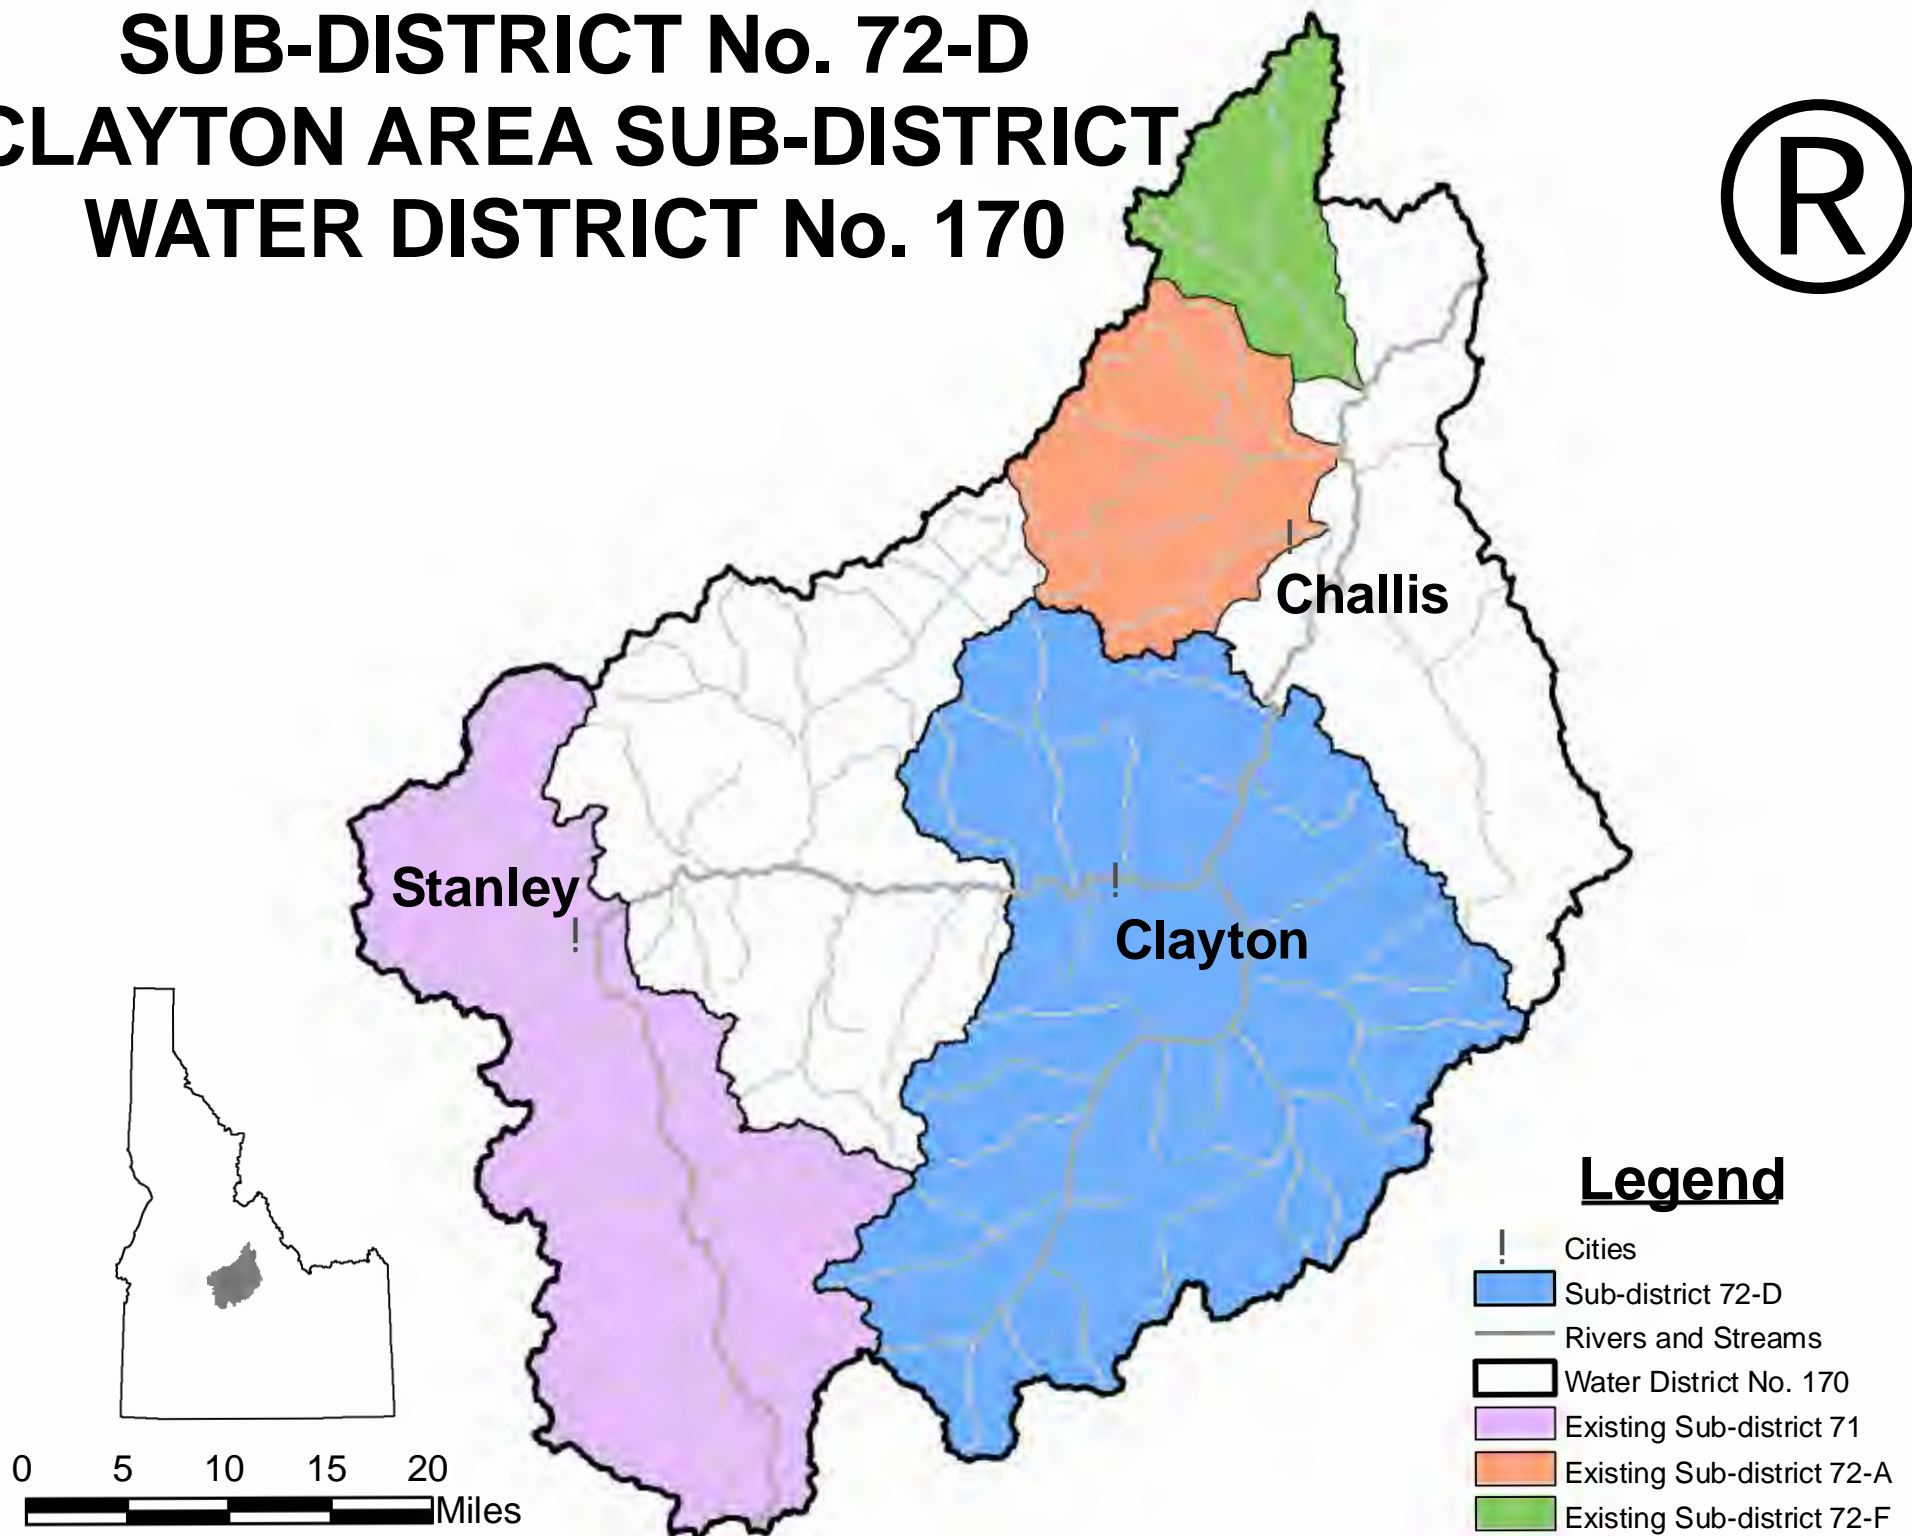 SUB-DISTRICT No. 72-D
CLAYTON AREA SUB-DISTRICT
WATER DISTRICT No. 170
®
Challis
Stanley
Clayton
Legend
! Cities
Sub-district 72-D
Rivers and Streams
Water District No. 170
Existing Sub-district 71
Existing Sub-district 72-A
Existing Sub-district 72-F
0 5 10 15 20
Miles